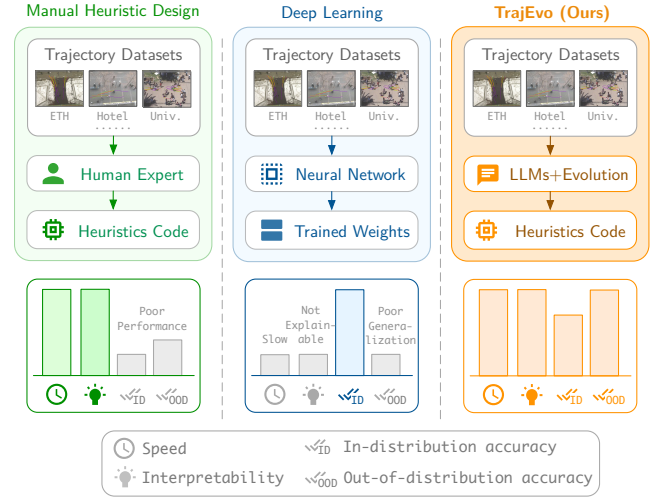 Manual Heuristic Design
Trajectory Datasets
ETH Hotel Univ.
......
Human Expert
Heuristics Code
Poor
Performance
ID OOD
Deep Learning
Trajectory Datasets
ETH Hotel Univ.
......
Neural Network
Trained Weights
Slow
Not
Explain-
able
Poor
Genera-
lization
ID OOD
TrajEvo (Ours)
Trajectory Datasets
ETH Hotel Univ.
......
LLMs+Evolution
Heuristics Code
ID OOD
Speed
ID In-distribution accuracy
Interpretability
OOD Out-of-distribution accuracy